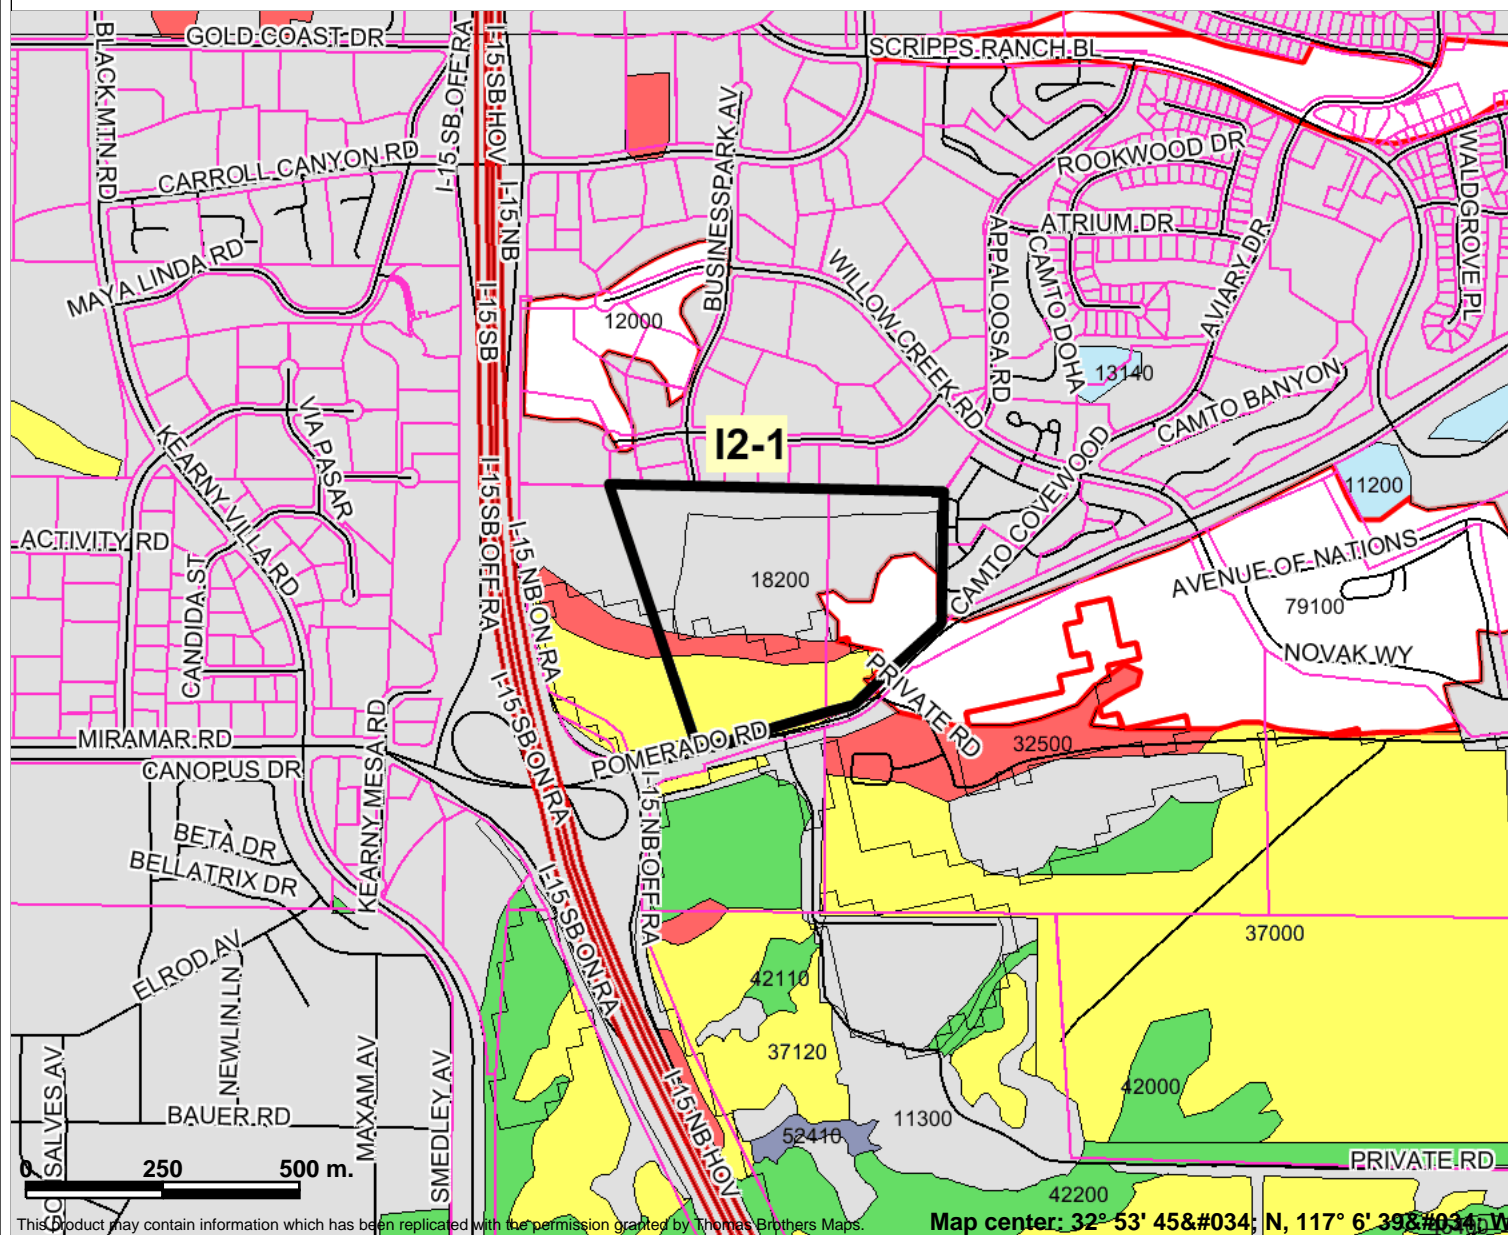 GOLD COAST DR
BLACK MTN RD
I-15 SB OFF RA
I-15 SB HOV
SCRIPPS RANCH BL
BUSINESSPARK AV
CARROLL CANYON RD
ROOKWOOD DR
WALDGROVE PL
I-15 NB
APPALOOSA RD
ATRIUM DR
CAMTO DOHA
AVIARY DR
MAYA LINDA RD
WILLOW CREEK RD
I-15 SB
12000
13140
CAMTO BANYON
VIA PASAR
KEARNY VILLA RD
I2-1
CAMTO COVEWOOD
11200
I-15 SB OFF RA
I-15 NB ON RA
ACTIVITY RD
CANDIDA ST
18200
AVENUE OF NATIONS
79100
NOVAK WY
PRIVATE RD
I-15 SB ON RA
KEARNY MESA RD
MIRAMAR RD
POMERADO RD
32500
CANOPUS DR
BETA DR
BELLATRIX DR
I-15 NB OFF RA
I-15 SB ON RA
37000
ELROD AV
NEWLIN LN
42110
37120
42000
MAXAM AV
SMEDLEY AV
BAUER RD
I-15 NB HOV
11300
52410
PRIVATE RD
42200
0 250 500 m.
This product may contain information which has been replicated with the permission granted by Thomas Brothers Maps.
Map center: 32° 53' 45&#034; N, 117° 6' 39&#034; W